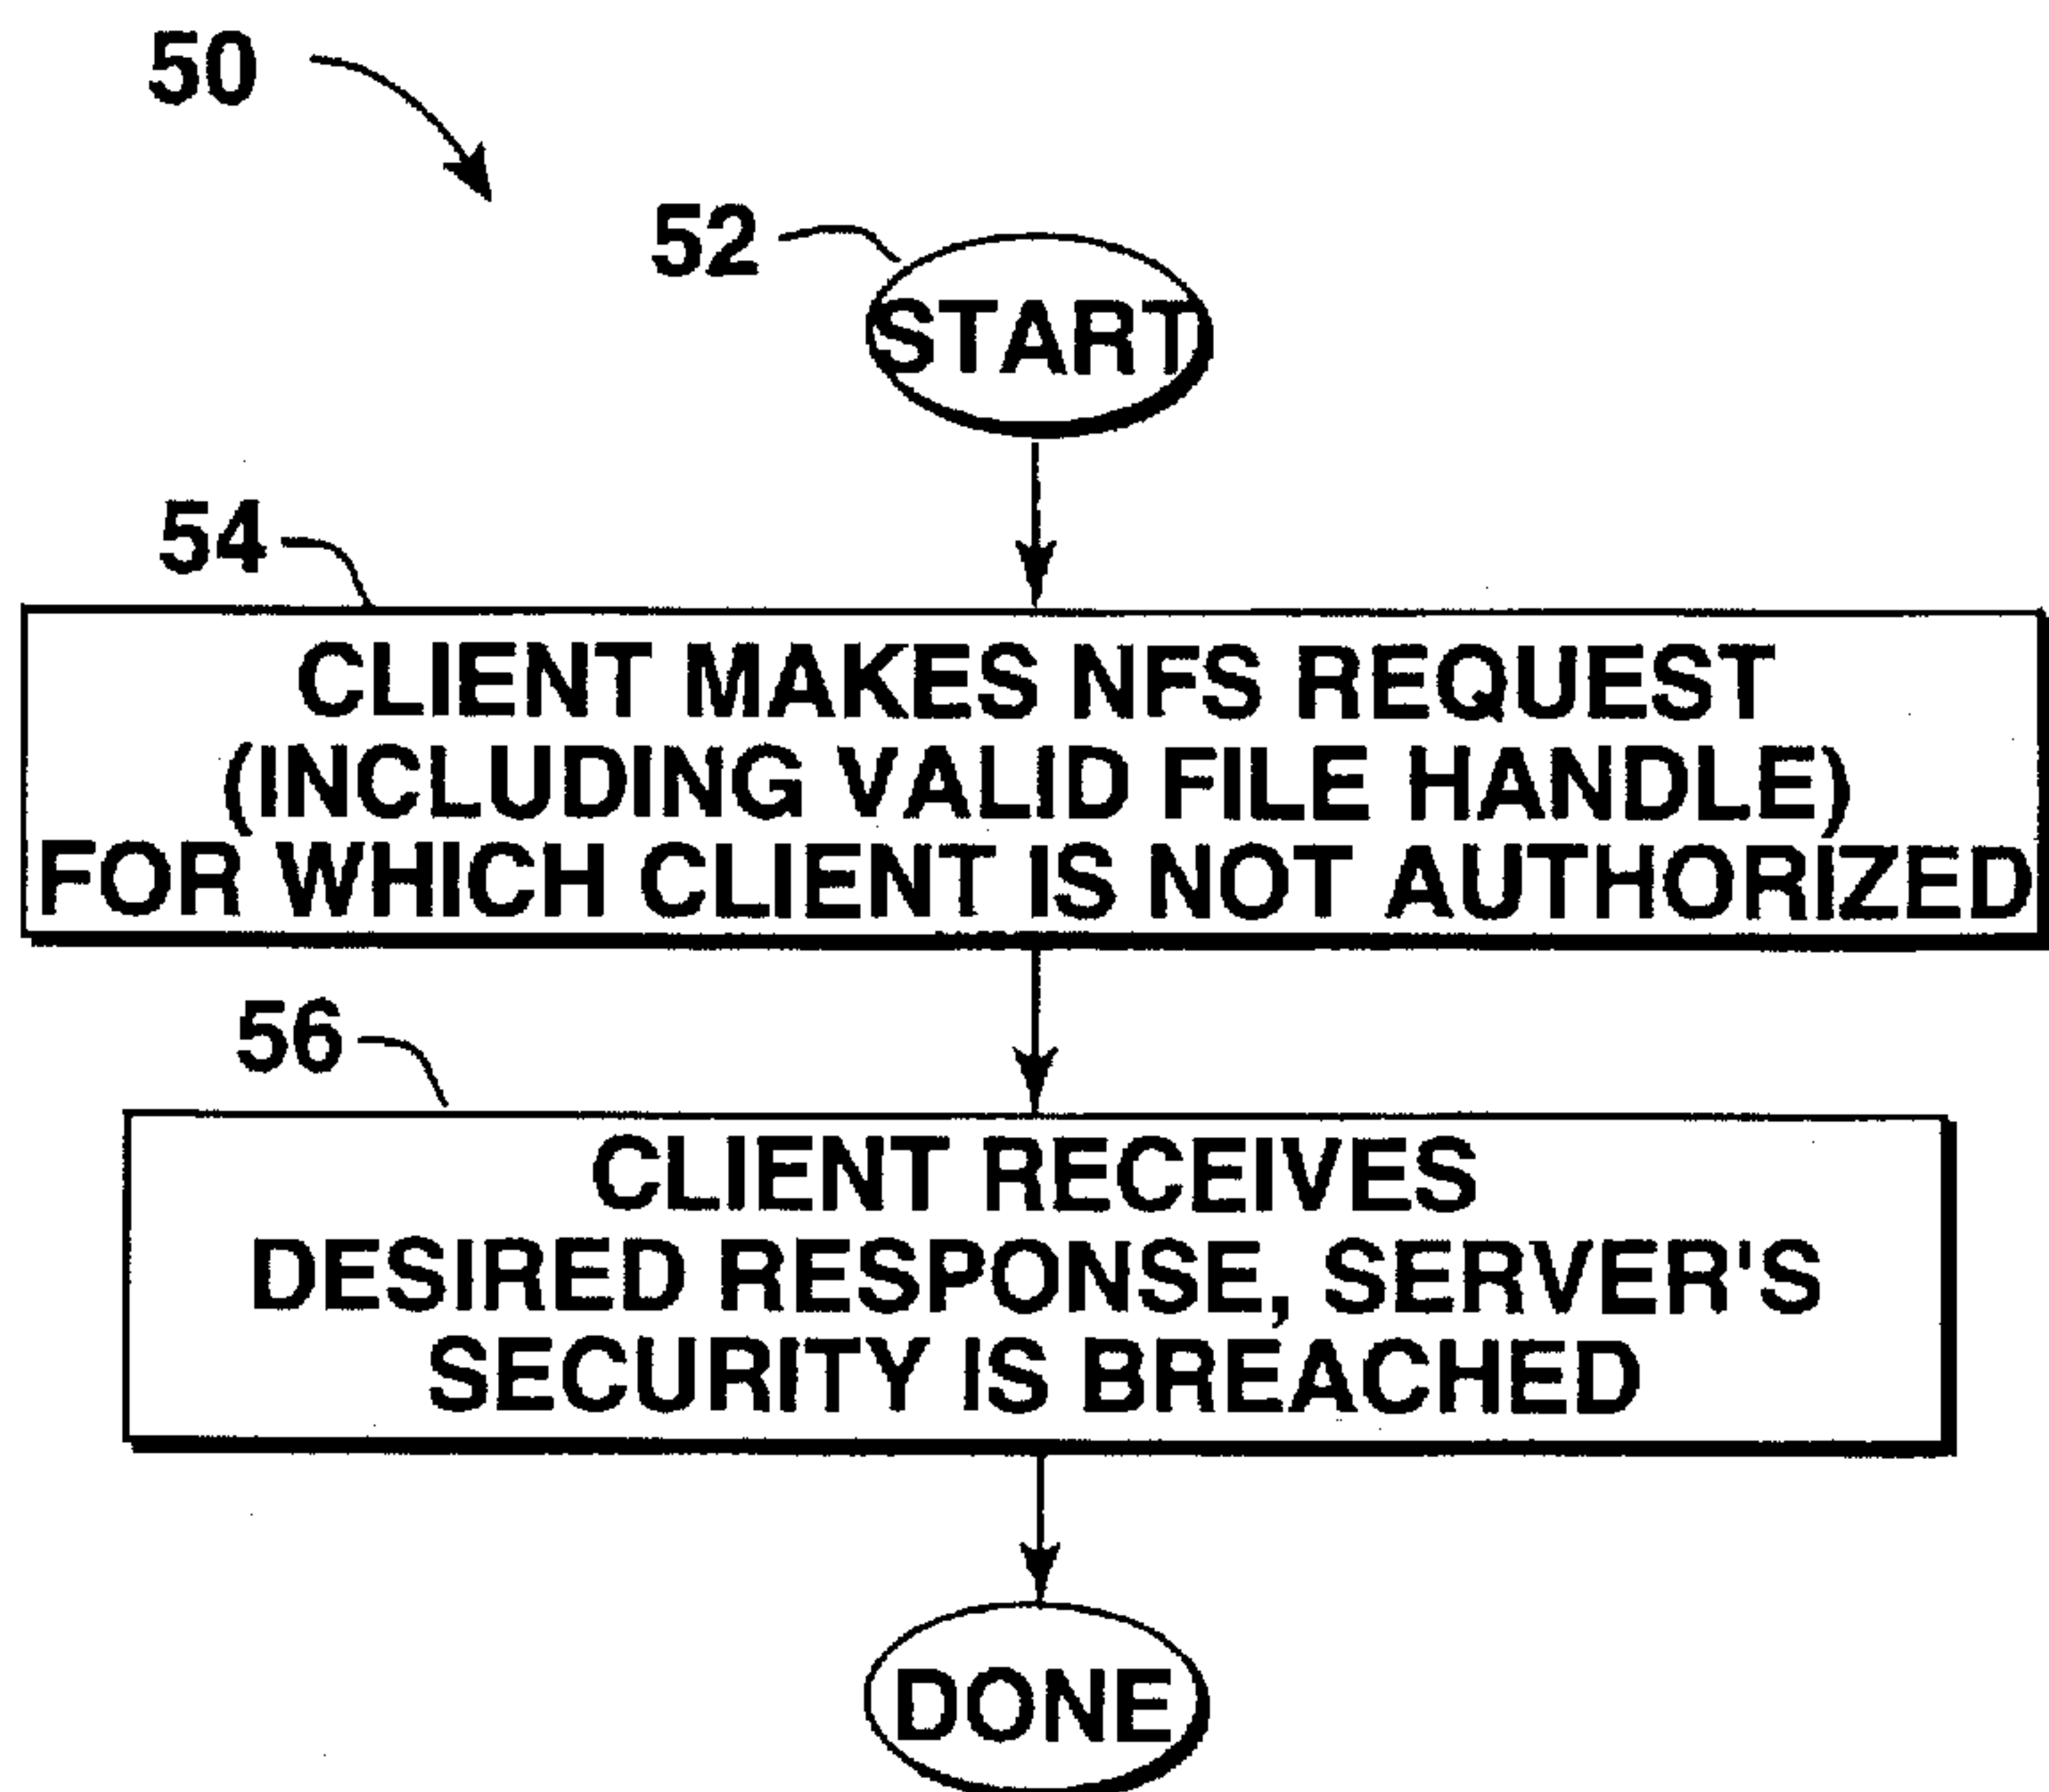 50
52
START
54
CLIENT MAKES NFS REQUEST
(INCLUDING VALID FILE HANDLE)
FOR WHICH CLIENT IS NOT AUTHORIZED
56
CLIENT RECEIVES
DESIRED RESPONSE, SERVER'S
SECURITY IS BREACHED
DONE